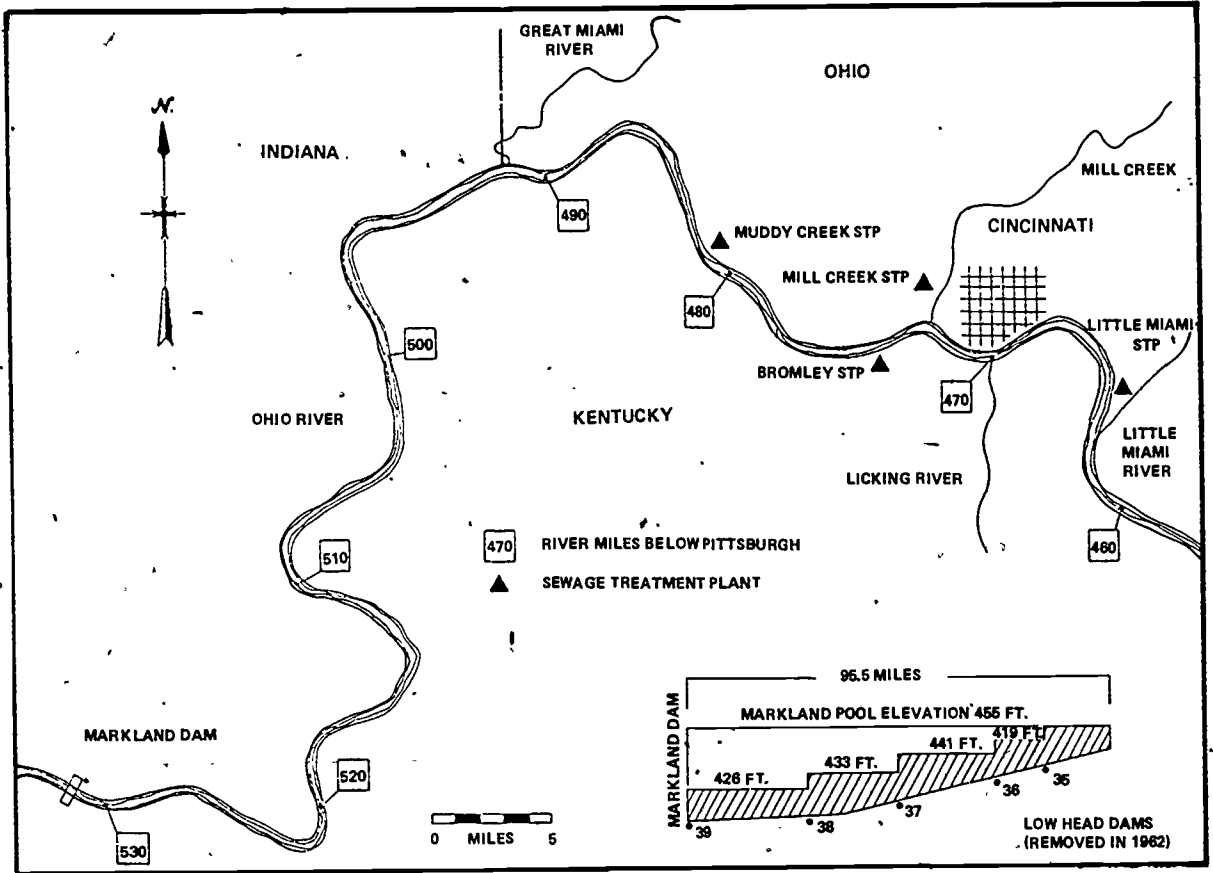 GREAT MIAMI
RIVER
OHIO
N.
INDIANA
MILL CREEK
490
CINCINNATI
MUDDY CREEK STP
MILL CREEK STP
480
LITTLE MIAMI
STP
500
BROMLEY STP
470
OHIO RIVER
KENTUCKY
LITTLE
MIAMI
RIVER
LICKING RIVER
460
510
470 RIVER MILES BELOW PITTSBURGH
SEWAGE TREATMENT PLANT
95.5 MILES
MARKLAND DAM
MARKLAND POOL ELEVATION 455 FT.
419 FT.
441 FT.
433 FT.
426 FT.
MARKLAND DAM
520
35
36
37
38
39
0 MILES 5
LOW HEAD DAMS
(REMOVED IN 1962)
530